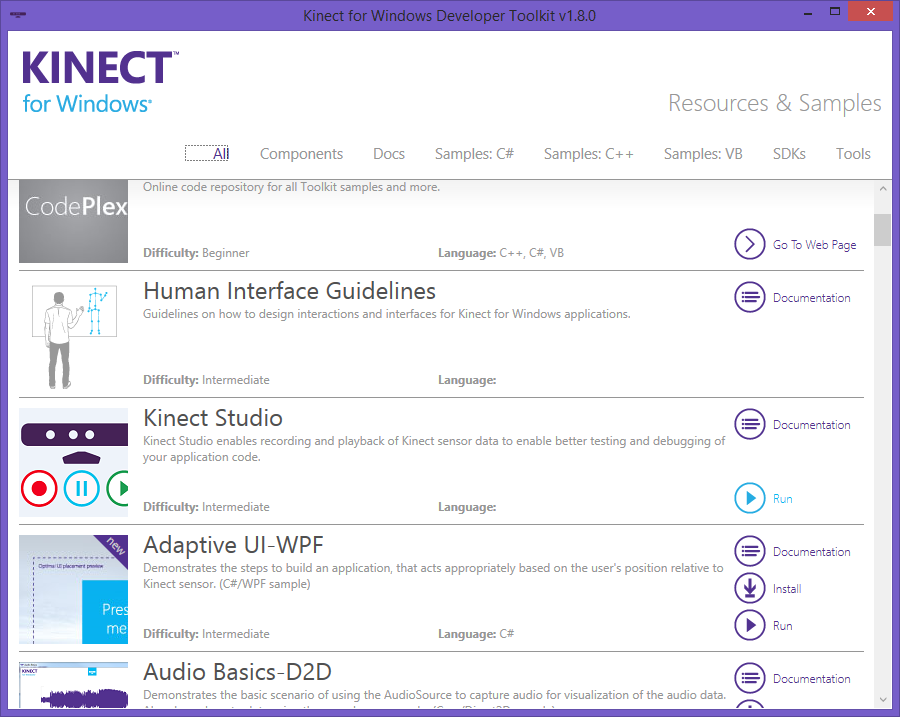 Kinect for Windows Developer Toolkit v1.8.0
KINECT™
for Windows®
Resources & Samples
All Components Docs Samples: C# Samples: C++ Samples: VB SDKs Tools
CodePlex
Online code repository for all Toolkit samples and more.
Difficulty: Beginner Language: C++, C#, VB
Go To Web Page
Human Interface Guidelines
Guidelines on how to design interactions and interfaces for Kinect for Windows applications.
Documentation
Difficulty: Intermediate Language:
Kinect Studio
Kinect Studio enables recording and playback of Kinect sensor data to enable better testing and debugging of
your application code.
Documentation
Run
Difficulty: Intermediate Language:
new
Optimal UI placement preview
Press
me
Adaptive UI-WPF
Demonstrates the steps to build an application, that acts appropriately based on the user's position relative to
Kinect sensor. (C#/WPF sample)
Documentation
Install
Run
Difficulty: Intermediate Language: C#
KINECT
Audio Basics-D2D
Demonstrates the basic scenario of using the AudioSource to capture audio for visualization of the audio data.
Documentation